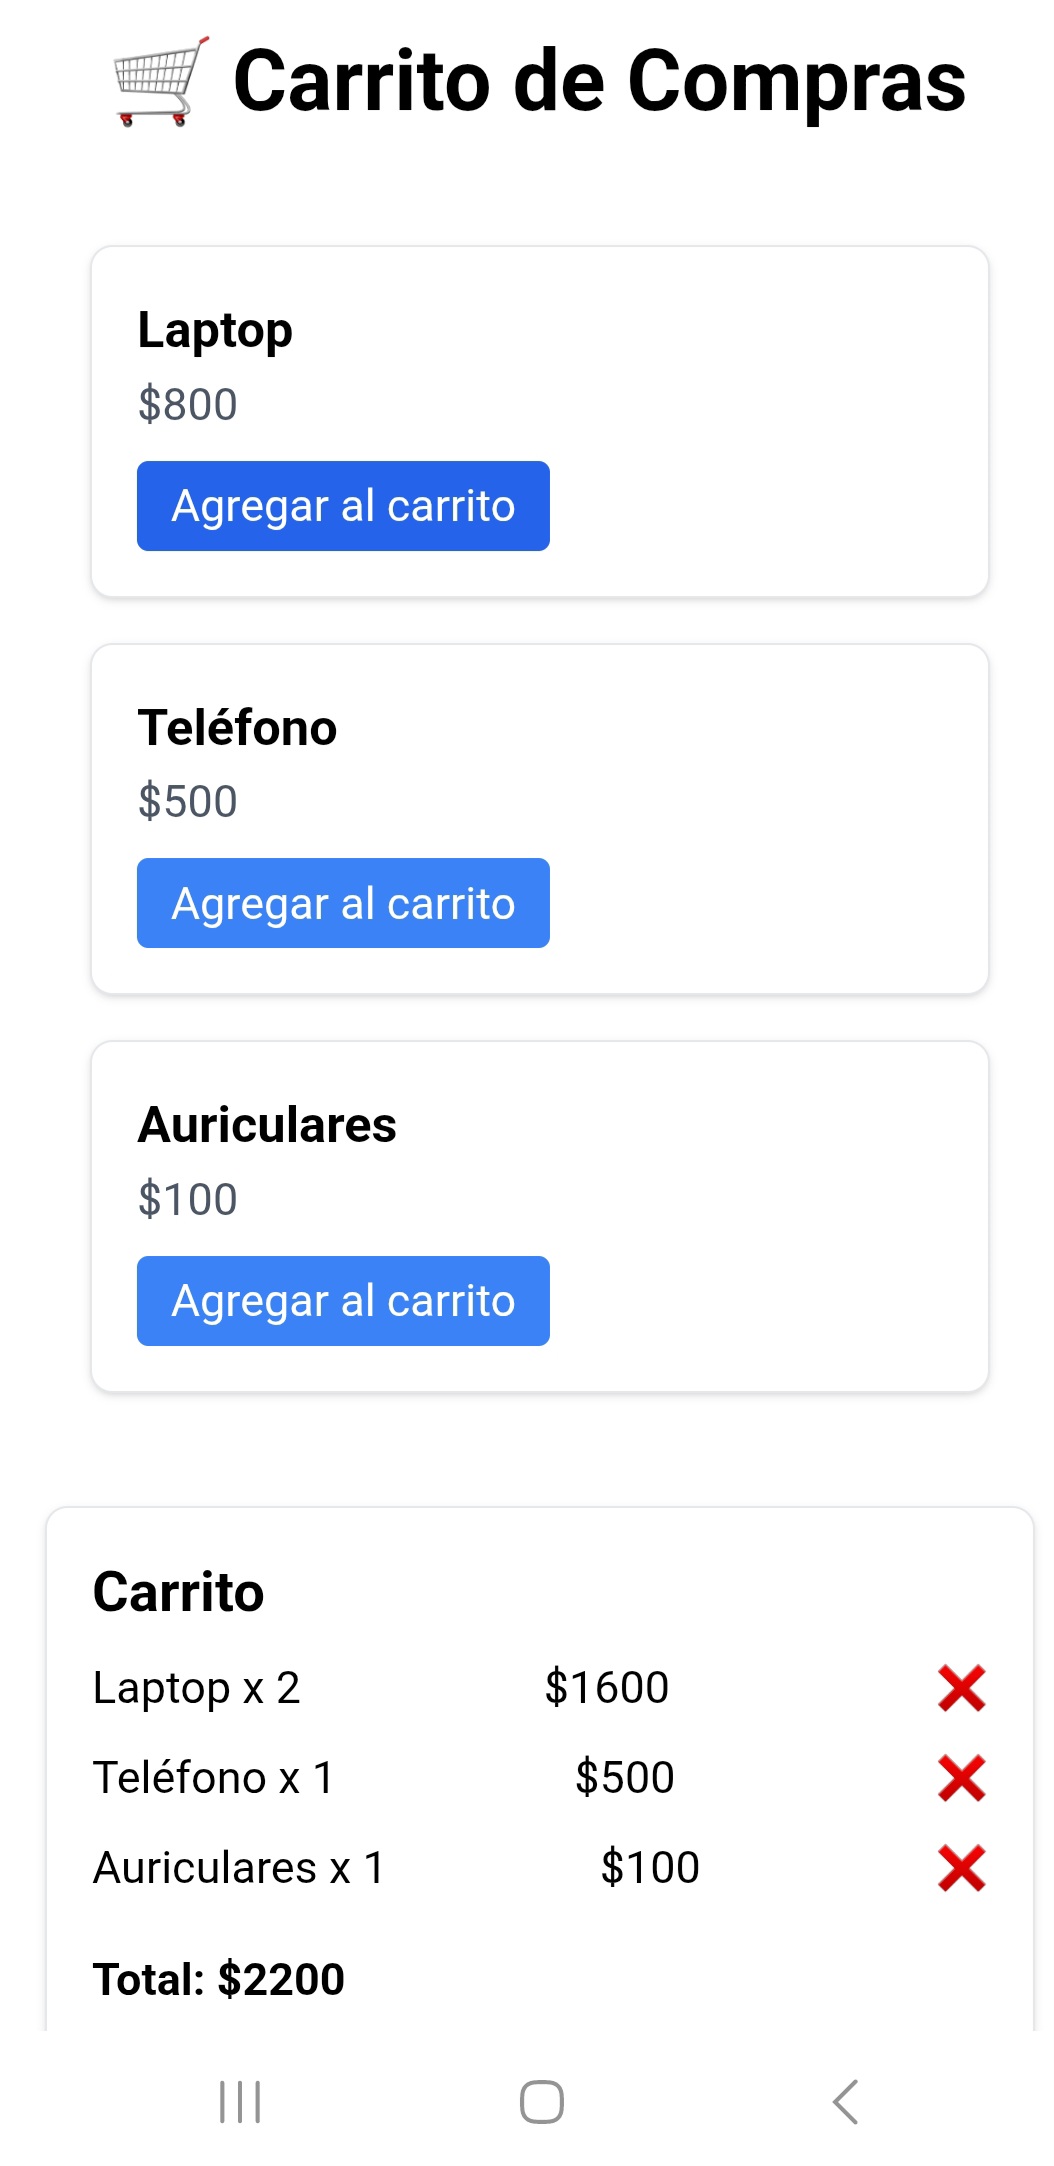 Carrito de Compras
Laptop
$800
Agregar al carrito
Teléfono
$500
Agregar al carrito
Auriculares
$100
Agregar al carrito
Carrito
Laptop x 2 $1600
Teléfono x 1 $500
Auriculares x 1 $100
Total: $2200